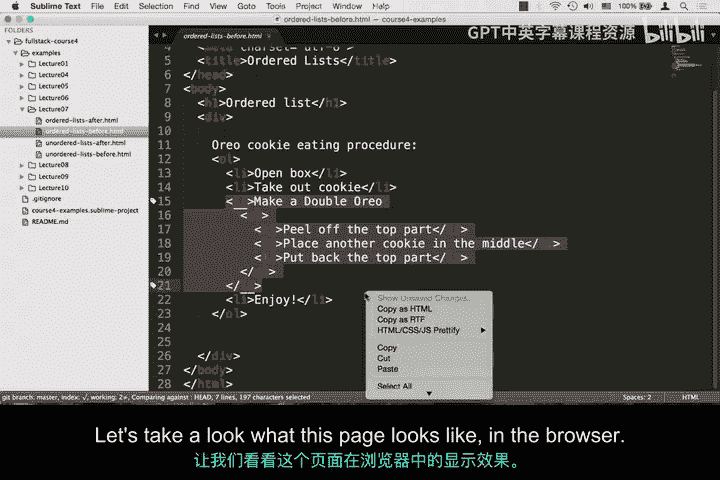 Sublime Text File Edit Selection Find View Goto Tools Project Window Help
100%
ordered-lists-before.html — course4-examples
GPT中英字幕课程资源 bilibili
FOLDERS
fullstack-course4
examples
Lecture01
Lecture04
Lecture05
Lecture06
Lecture07
ordered-lists-after.html
ordered-lists-before.html
unordered-lists-after.html
unordered-lists-before.html
Lecture08
Lecture09
Lecture10
.gitignore
course4-examples.sublime-project
README.md
ordered-lists-before.html
4 <meta charset="utf-8">
5 <title>Ordered Lists</title>
6 </head>
7 <body>
8 <h1>Ordered list</h1>
9 <div>
10
11 Oreo cookie eating procedure:
12 <ol>
13 <li>Open box</li>
14 <li>Take out cookie</li>
15 < >Make a Double Oreo
16 < >
17 < >Peel off the top part</ >
18 < >Place another cookie in the middle</ >
19 < >Put back the top part</ >
20 </ >
21 </ >
22 <li>Enjoy!</li>
23 </ol>
24
25
26 </div>
27 </body>
28 </html>
Show Unsaved Changes...
Copy as HTML
Copy as RTF
HTML/CSS/JS Prettify
Copy
Cut
Paste
Select All
git branch: master, index: √, working: 2≠, Comparing against : HEAD, 7 lines, 197 characters selected
Spaces: 2
HTML
Let's take a look what this page looks like, in the browser.
让我们看看这个页面在浏览器中的显示效果。